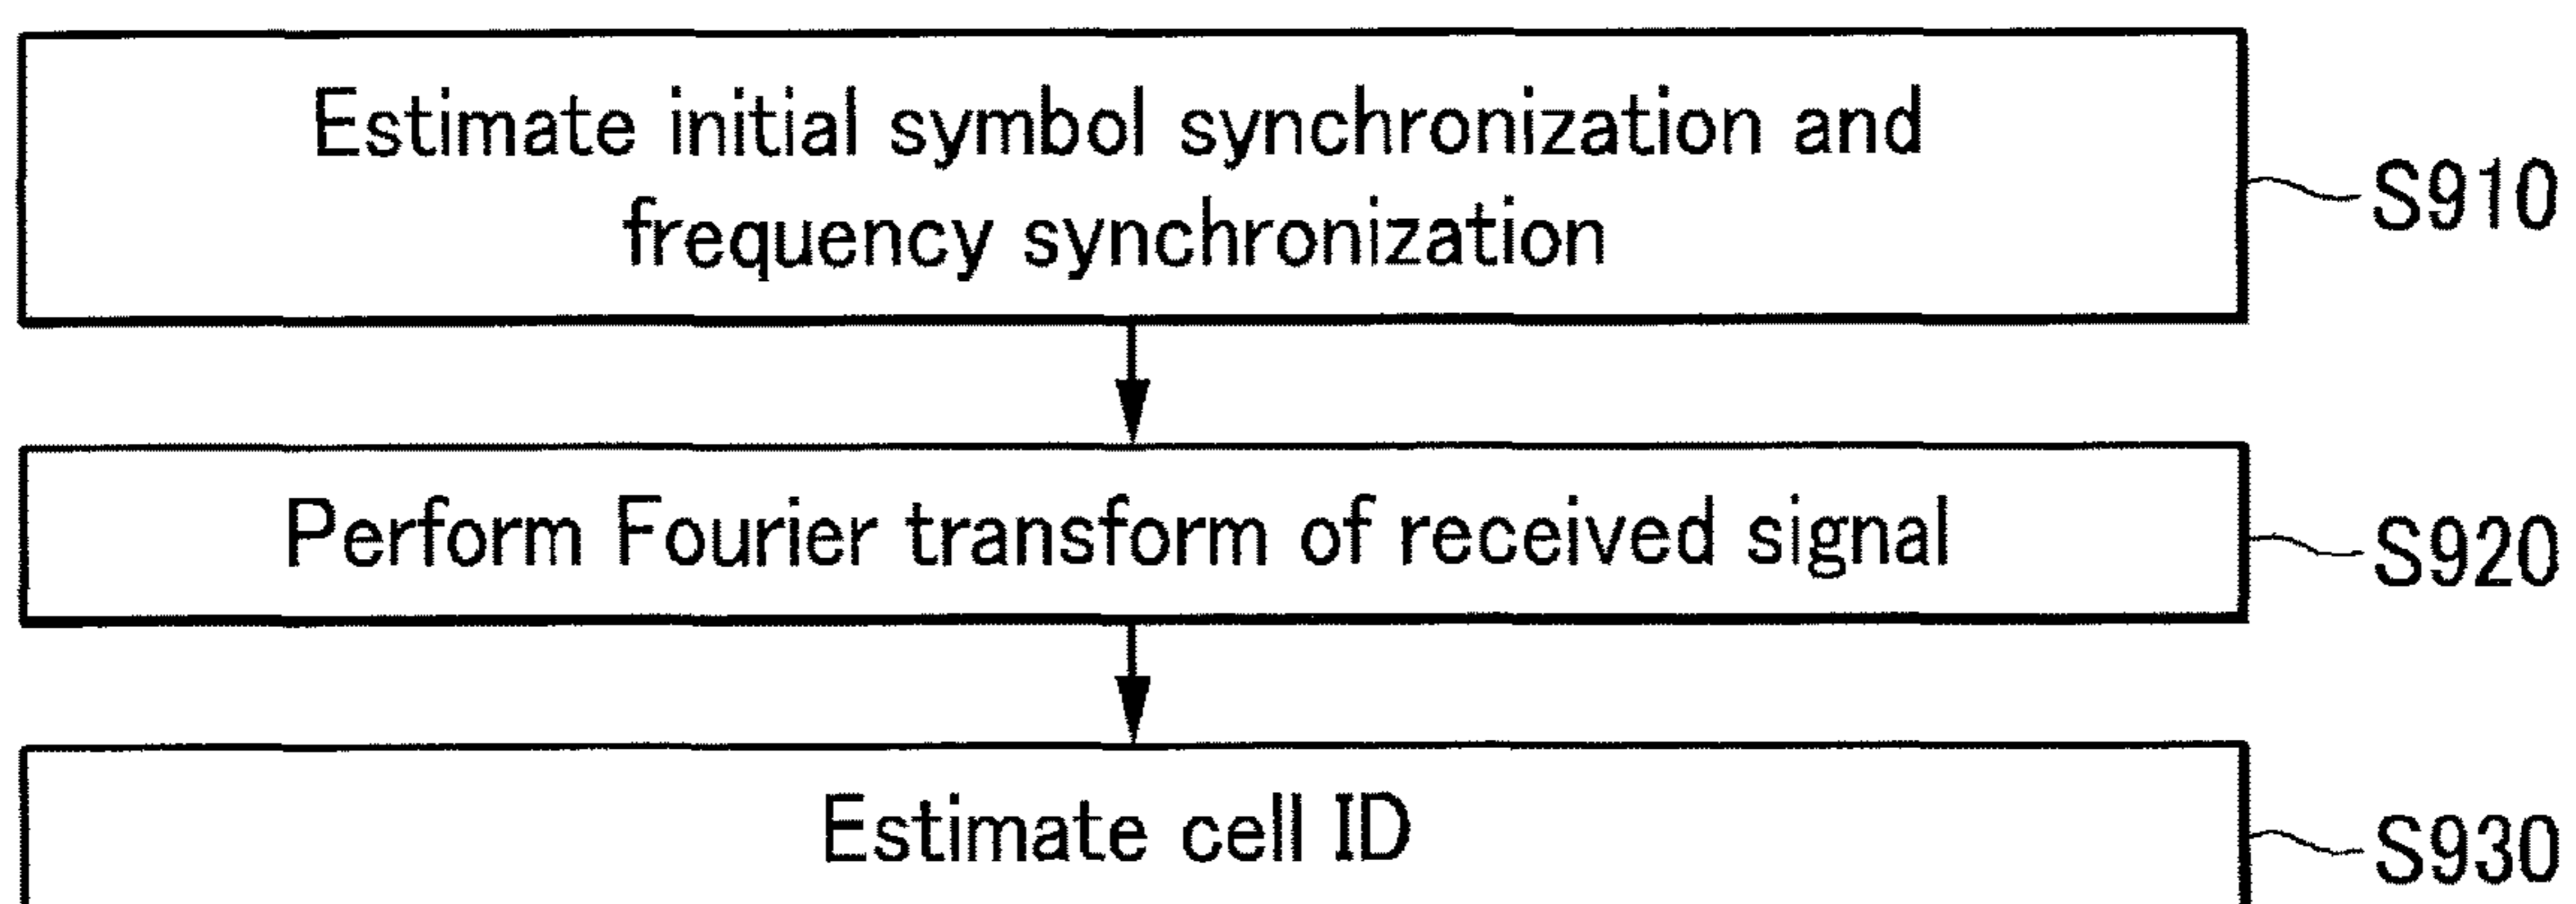 Estimate initial symbol synchronization and
frequency synchronization
S910
Perform Fourier transform of received signal
S920
Estimate cell ID
S930